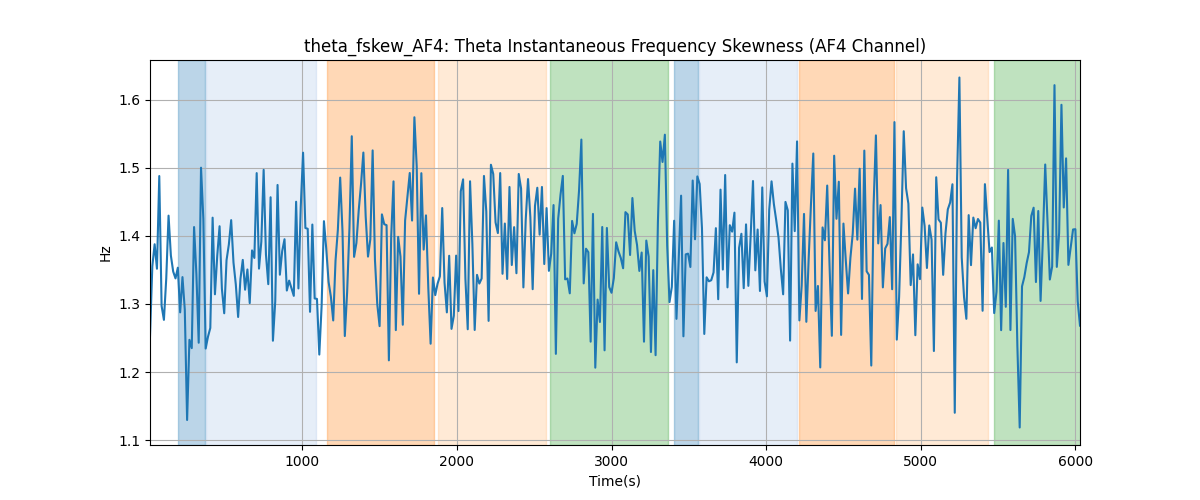 theta_fskew_AF4: Theta Instantaneous Frequency Skewness (AF4 Channel)
Hz
1.6
1.5
1.4
1.3
1.2
1.1
1000 2000 3000 4000 5000 6000
Time(s)